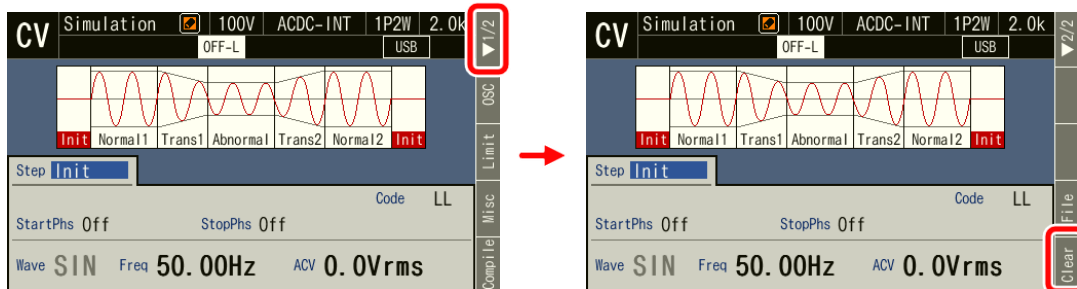 CV Simulation 100V ACDC-INT 1P2W 2.0k ▼1/2
OFF-L USB
OSC
Init Normal1 Trans1 Abnormal Trans2 Normal2 Init
Limit
Step Init
Code LL
Misc
StartPhs Off StopPhs Off
Wave SIN Freq 50.00Hz ACV 0.0Vrms
Compile
CV Simulation 100V ACDC-INT 1P2W 2.0k ▼2/2
OFF-L USB
Init Normal1 Trans1 Abnormal Trans2 Normal2 Init
Step Init
Code LL
File
StartPhs Off StopPhs Off
Wave SIN Freq 50.00Hz ACV 0.0Vrms
Clear